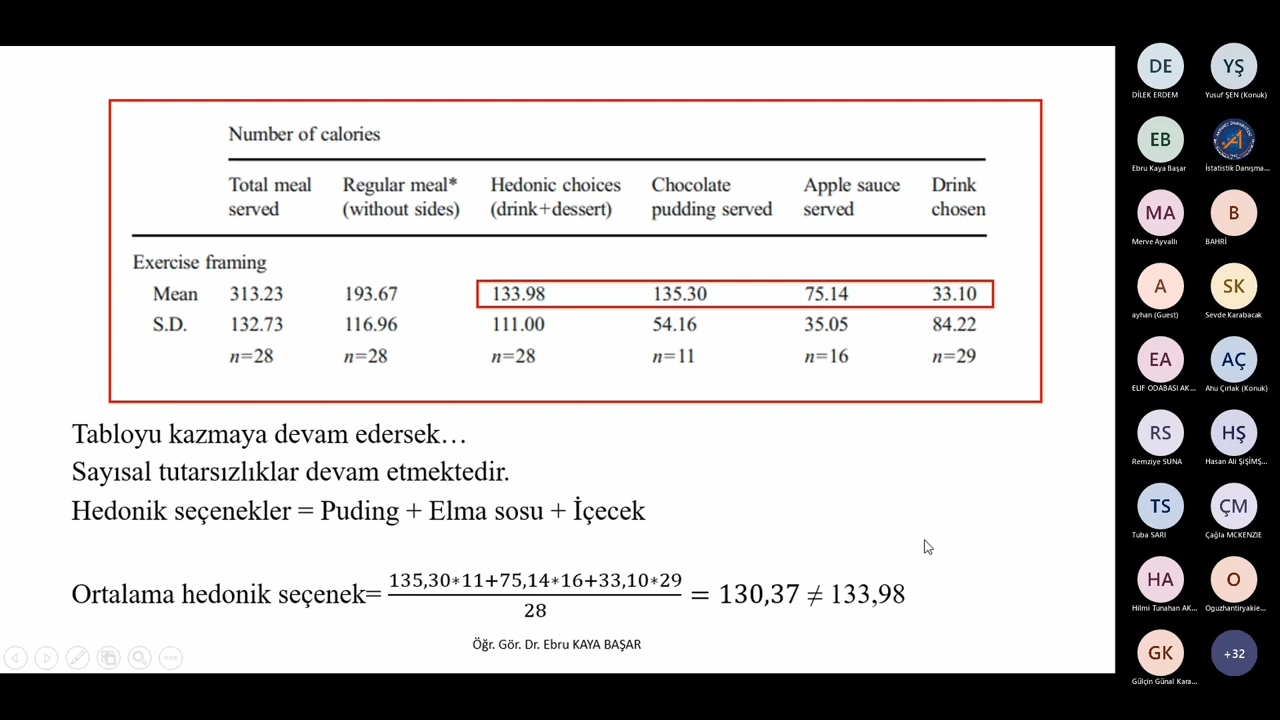 Number of calories
Total meal served
Regular meal* (without sides)
Hedonic choices (drink+dessert)
Chocolate pudding served
Apple sauce served
Drink chosen
Exercise framing
Mean 313.23 193.67 133.98 135.30 75.14 33.10
S.D. 132.73 116.96 111.00 54.16 35.05 84.22
n=28 n=28 n=28 n=11 n=16 n=29
Tabloyu kazmaya devam edersek…
Sayısal tutarsızlıklar devam etmektedir.
Hedonik seçenekler = Puding + Elma sosu + İçecek
Ortalama hedonik seçenek= 135,30*11+75,14*16+33,10*29 / 28 = 130,37 ≠ 133,98
Öğr. Gör. Dr. Ebru KAYA BAŞAR
DE YŞ
DİLEK ERDEM Yusuf ŞEN (Konuk)
EB
Ebru Kaya Başar İstatistik Danışma...
MA B
Merve Ayvallı BAHRİ
A SK
ayhan (Guest) Sevde Karabacak
EA AÇ
ELIF ODABASI AK... Ahu Çırlak (Konuk)
RS HŞ
Remziye SUNA Hasan Ali ŞİŞİMŞ...
TS ÇM
Tuba SARI Çağla MCKENZIE
HA O
Hilmi Tunahan AK... Oguzhantiryakie...
GK +32
Gülçin Günal Kara...